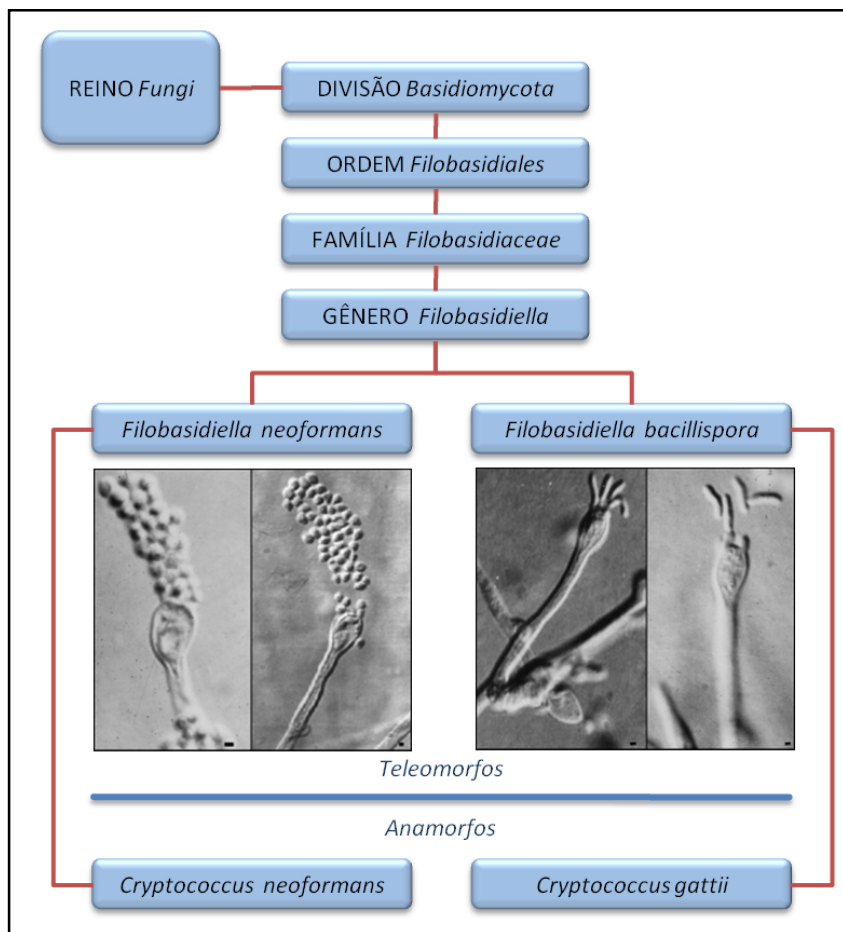 REINO Fungi
DIVISÃO Basidiomycota
ORDEM Filobasidiales
FAMÍLIA Filobasidiaceae
GÊNERO Filobasidiella
Filobasidiella neoformans
Filobasidiella bacillispora
Teleomorfos
Anamorfos
Cryptococcus neoformans
Cryptococcus gattii